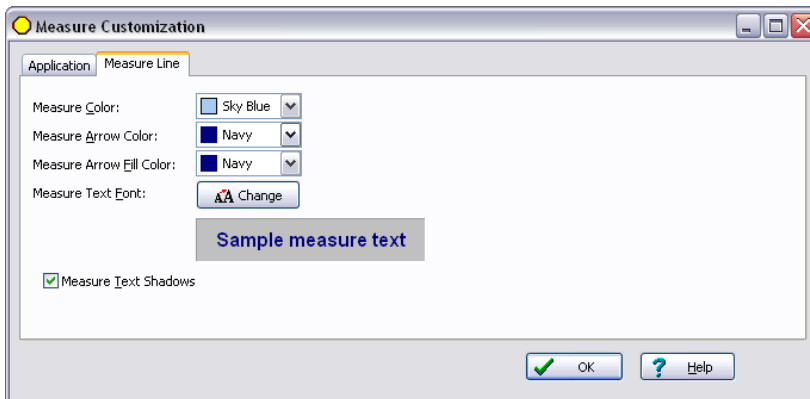 Measure Customization
Application Measure Line
Measure Color: Sky Blue
Measure Arrow Color: Navy
Measure Arrow Fill Color: Navy
Measure Text Font: AA Change
Sample measure text
Measure Text Shadows
OK ? Help